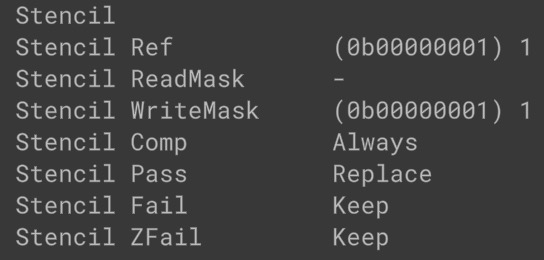 Stencil
Stencil Ref (0b00000001) 1
Stencil ReadMask -
Stencil WriteMask (0b00000001) 1
Stencil Comp Always
Stencil Pass Replace
Stencil Fail Keep
Stencil ZFail Keep